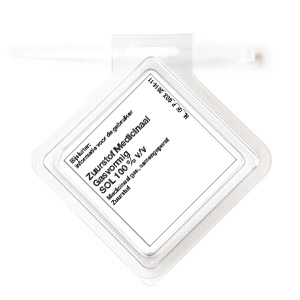 Bijsluiter:
informatie voor de gebruiker
Zuurstof Medicinaal
Gasvormig
SOL 100 % v/v
Medicinaal gas, samengeperst
Zuurstof